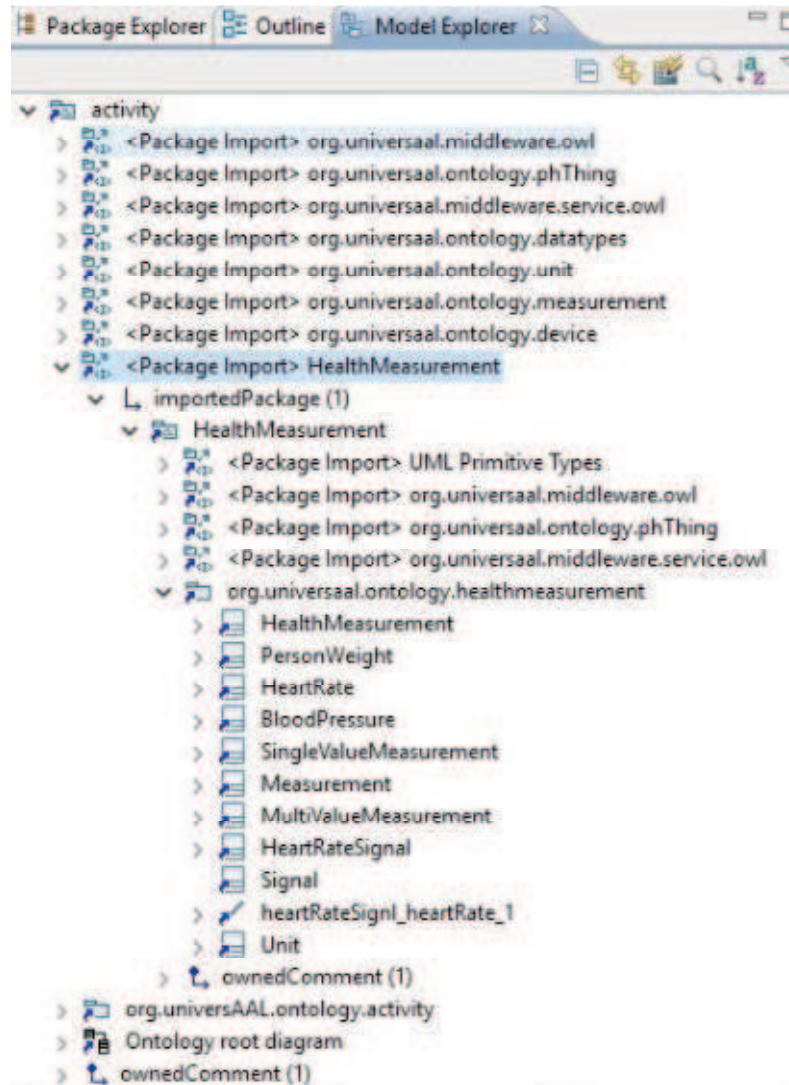 Package Explorer Outline Model Explorer
activity
<Package Import> org.universaal.middleware.owl
<Package Import> org.universaal.ontology.phThing
<Package Import> org.universaal.middleware.service.owl
<Package Import> org.universaal.ontology.datatypes
<Package Import> org.universaal.ontology.unit
<Package Import> org.universaal.ontology.measurement
<Package Import> org.universaal.ontology.device
<Package Import> HealthMeasurement
importedPackage (1)
HealthMeasurement
<Package Import> UML Primitive Types
<Package Import> org.universaal.middleware.owl
<Package Import> org.universaal.ontology.phThing
<Package Import> org.universaal.middleware.service.owl
org.universaal.ontology.healthmeasurement
HealthMeasurement
PersonWeight
HeartRate
BloodPressure
SingleValueMeasurement
Measurement
MultiValueMeasurement
HeartRateSignal
Signal
heartRateSignl_heartRate_1
Unit
ownedComment (1)
org.universAAL.ontology.activity
Ontology root diagram
ownedComment (1)